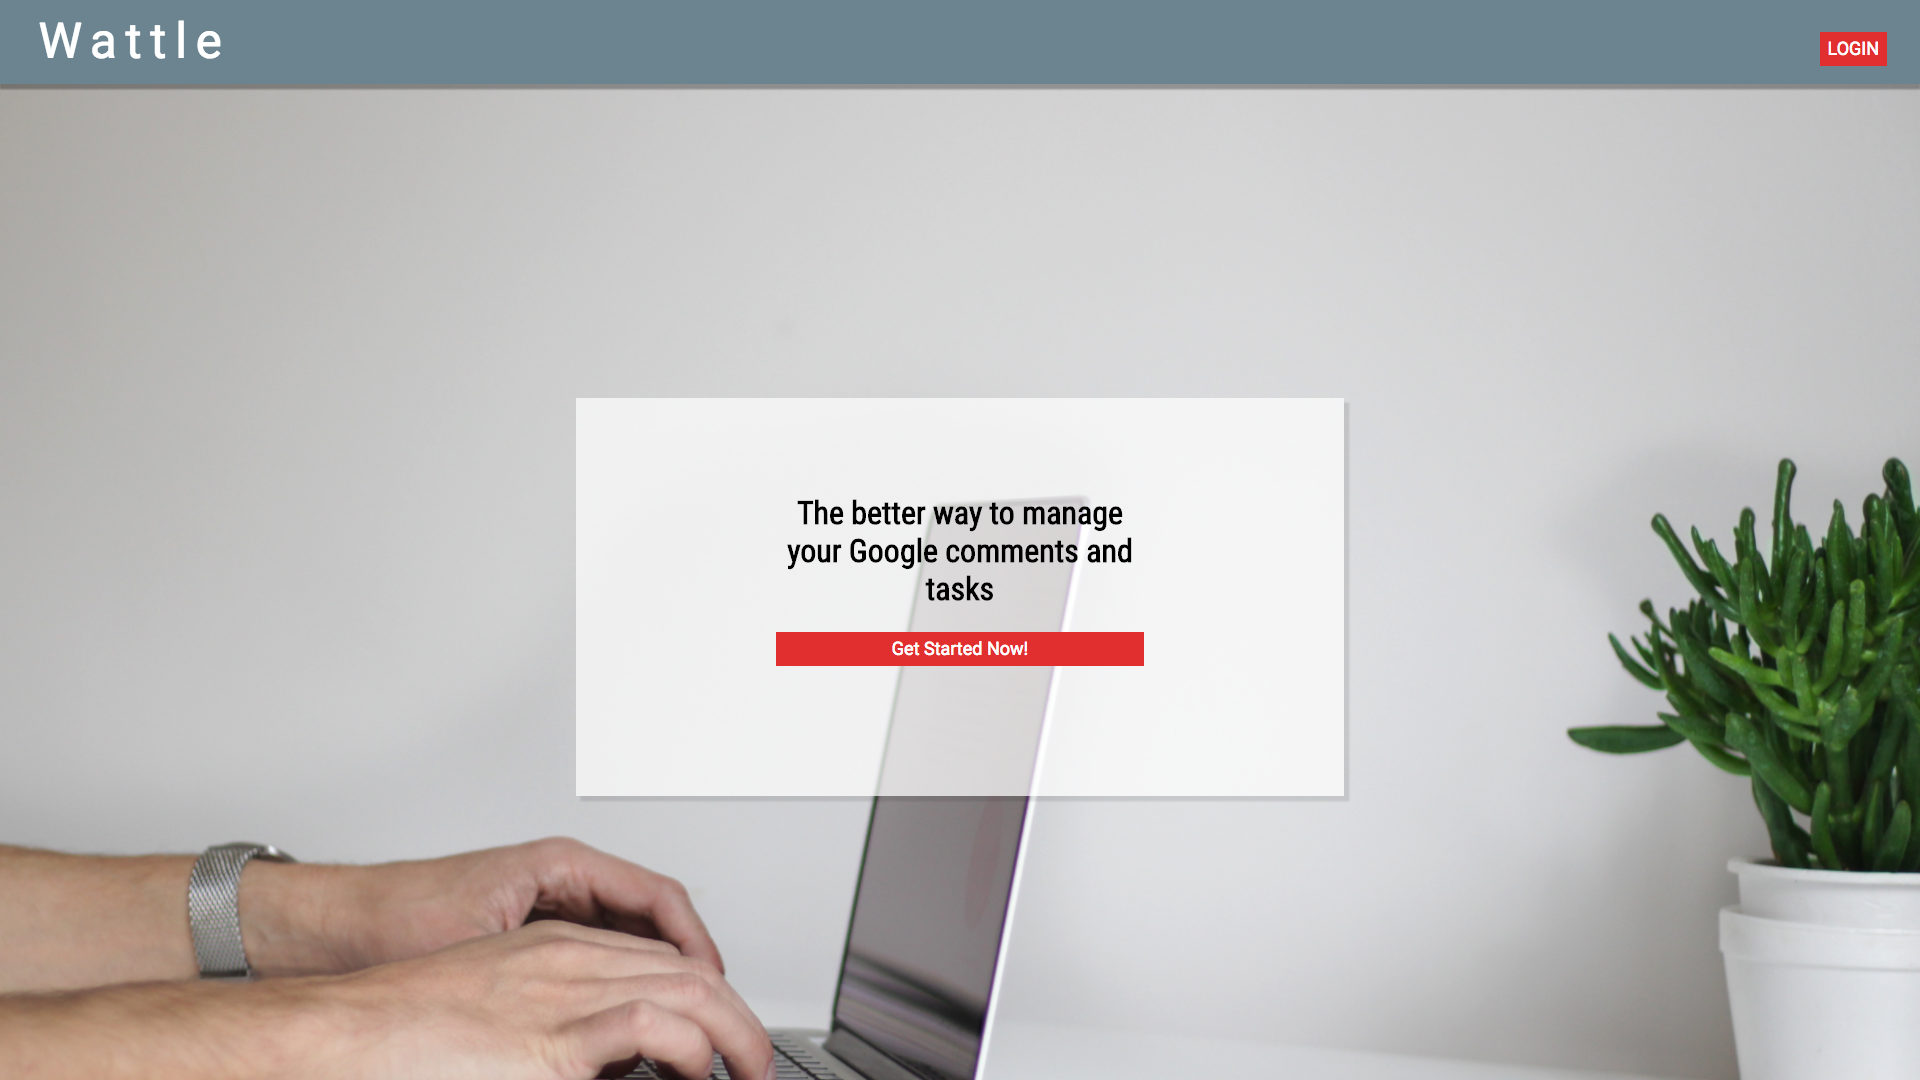 Wattle
LOGIN
The better way to manage
your Google comments and
tasks
Get Started Now!